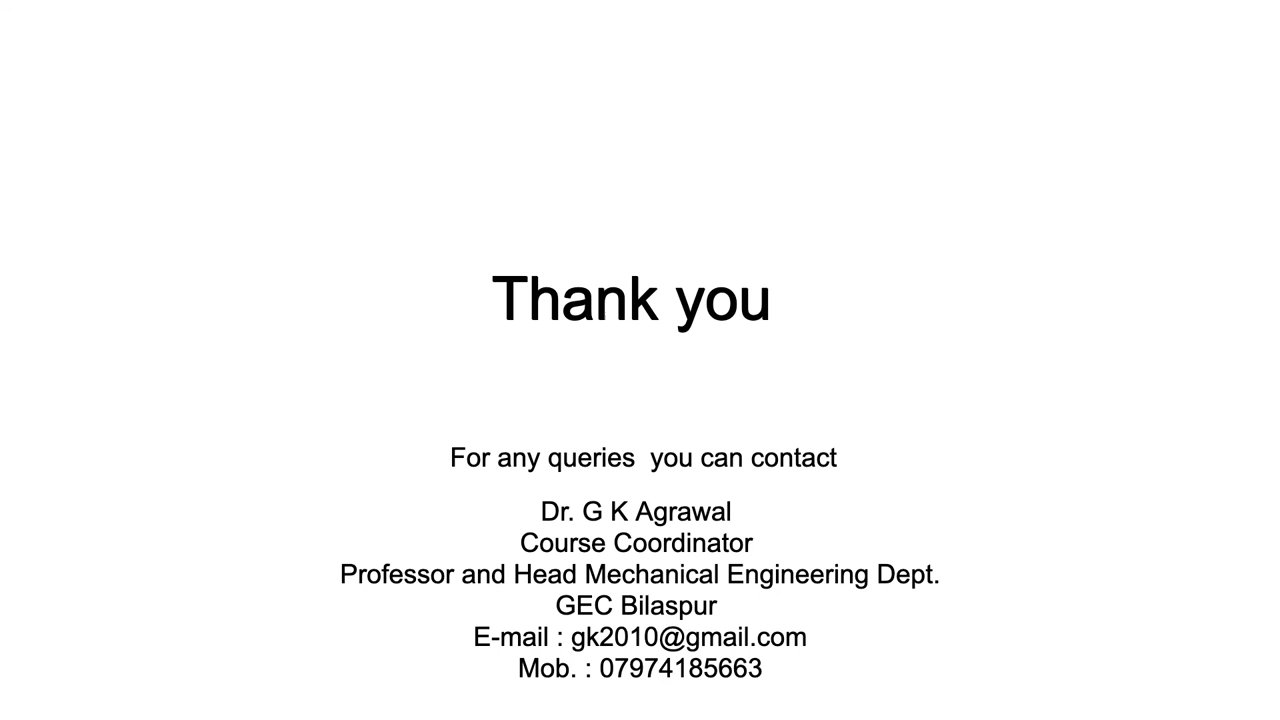 Thank you
For any queries  you can contact
Dr. G K Agrawal
Course Coordinator
Professor and Head Mechanical Engineering Dept.
GEC Bilaspur
E-mail : gk2010@gmail.com
Mob. : 07974185663